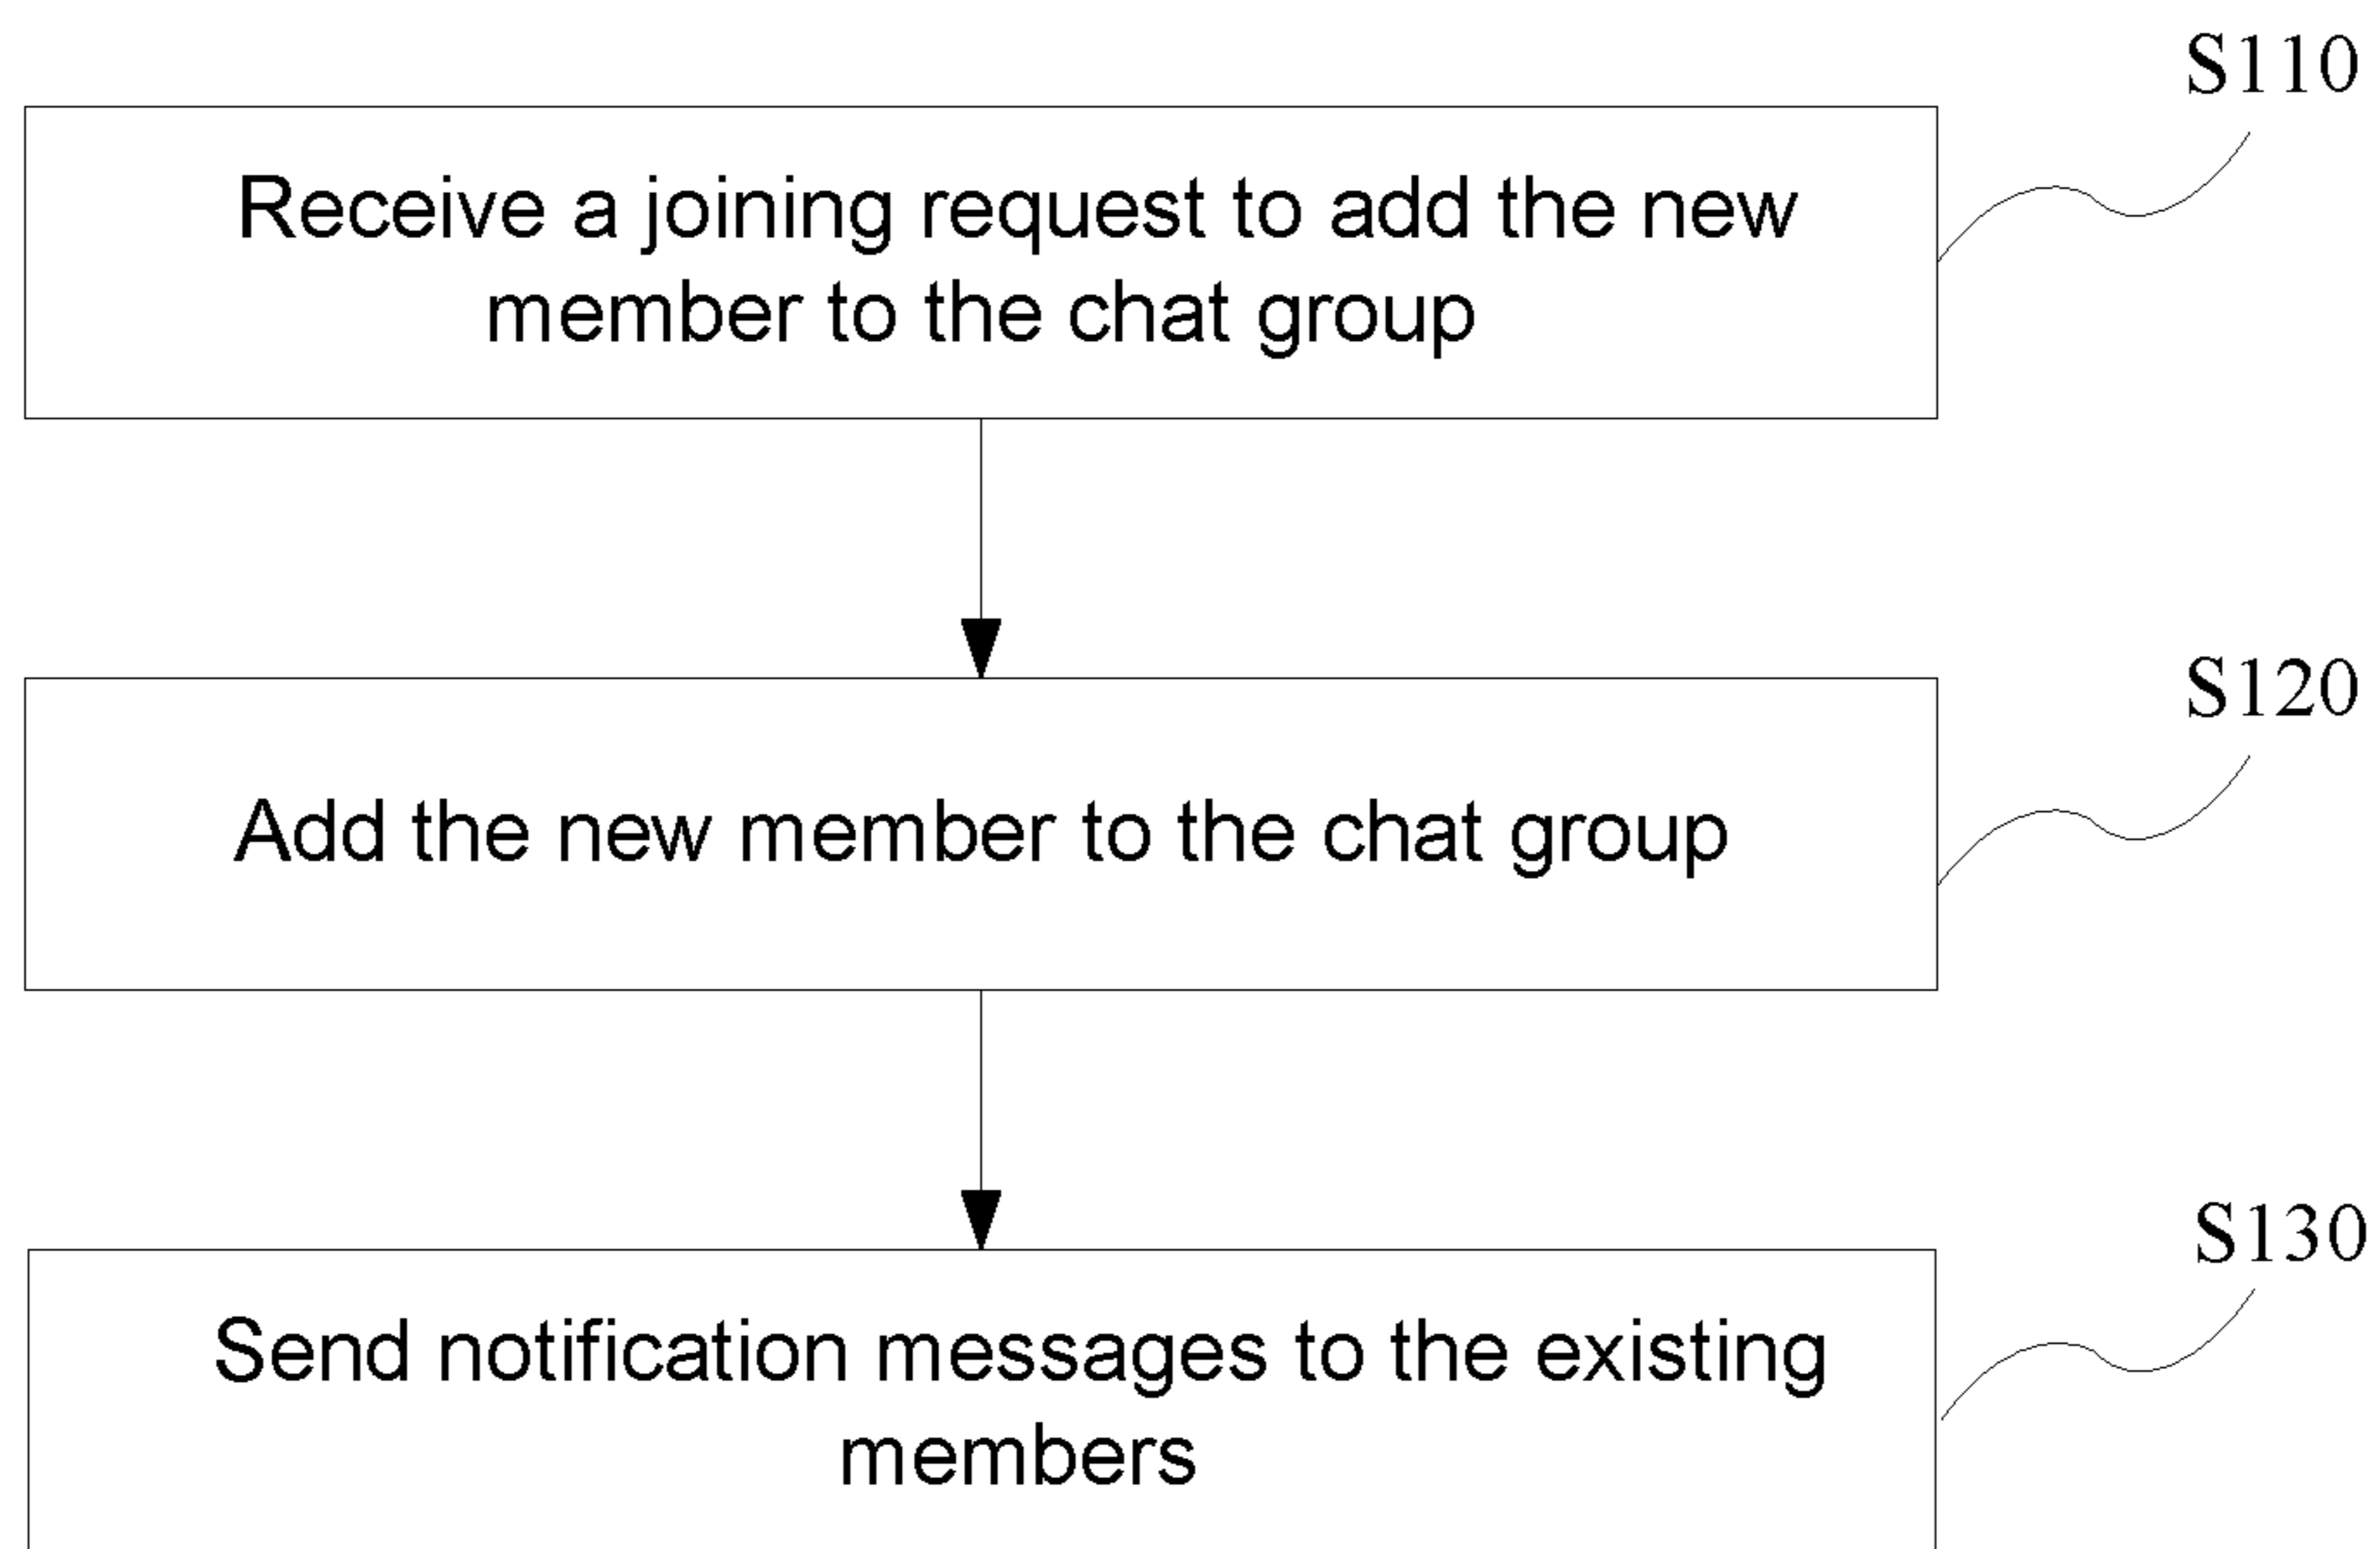 S110
Receive a joining request to add the new
member to the chat group
S120
Add the new member to the chat group
S130
Send notification messages to the existing
members